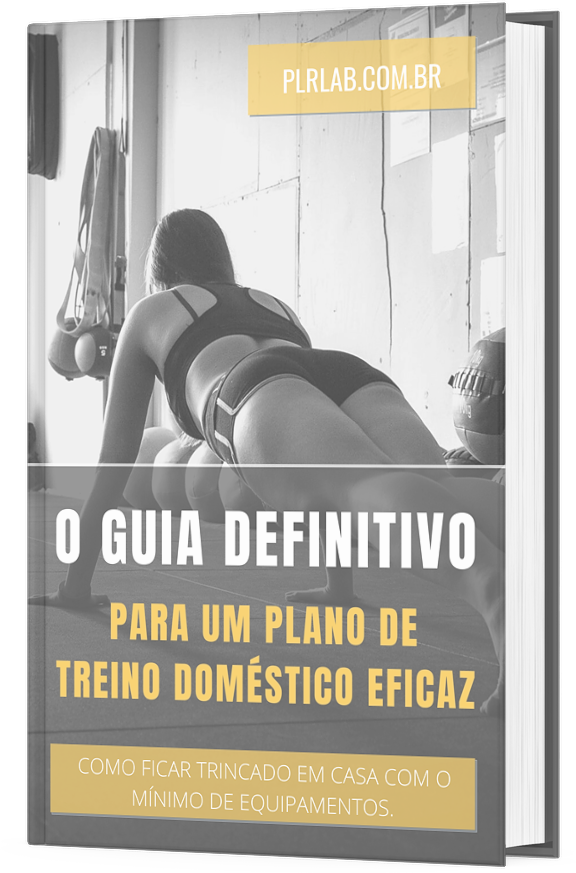 PLRLAB.COM.BR
O GUIA DEFINITIVO
PARA UM PLANO DE
TREINO DOMÉSTICO EFICAZ
COMO FICAR TRINCADO EM CASA COM O
MÍNIMO DE EQUIPAMENTOS.